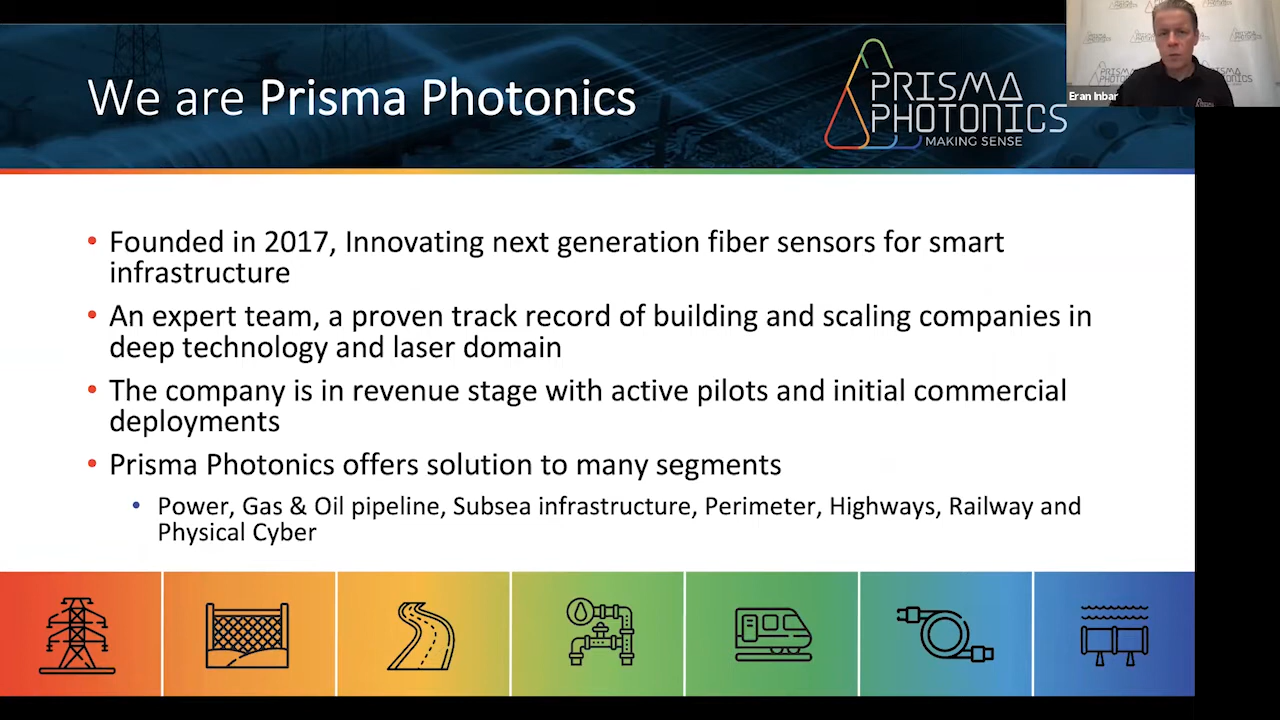 We are Prisma Photonics
PRISMA
PHOTONICS
MAKING SENSE
Eran Inbar
• Founded in 2017, Innovating next generation fiber sensors for smart
infrastructure
• An expert team, a proven track record of building and scaling companies in
deep technology and laser domain
• The company is in revenue stage with active pilots and initial commercial
deployments
• Prisma Photonics offers solution to many segments
• Power, Gas & Oil pipeline, Subsea infrastructure, Perimeter, Highways, Railway and
Physical Cyber